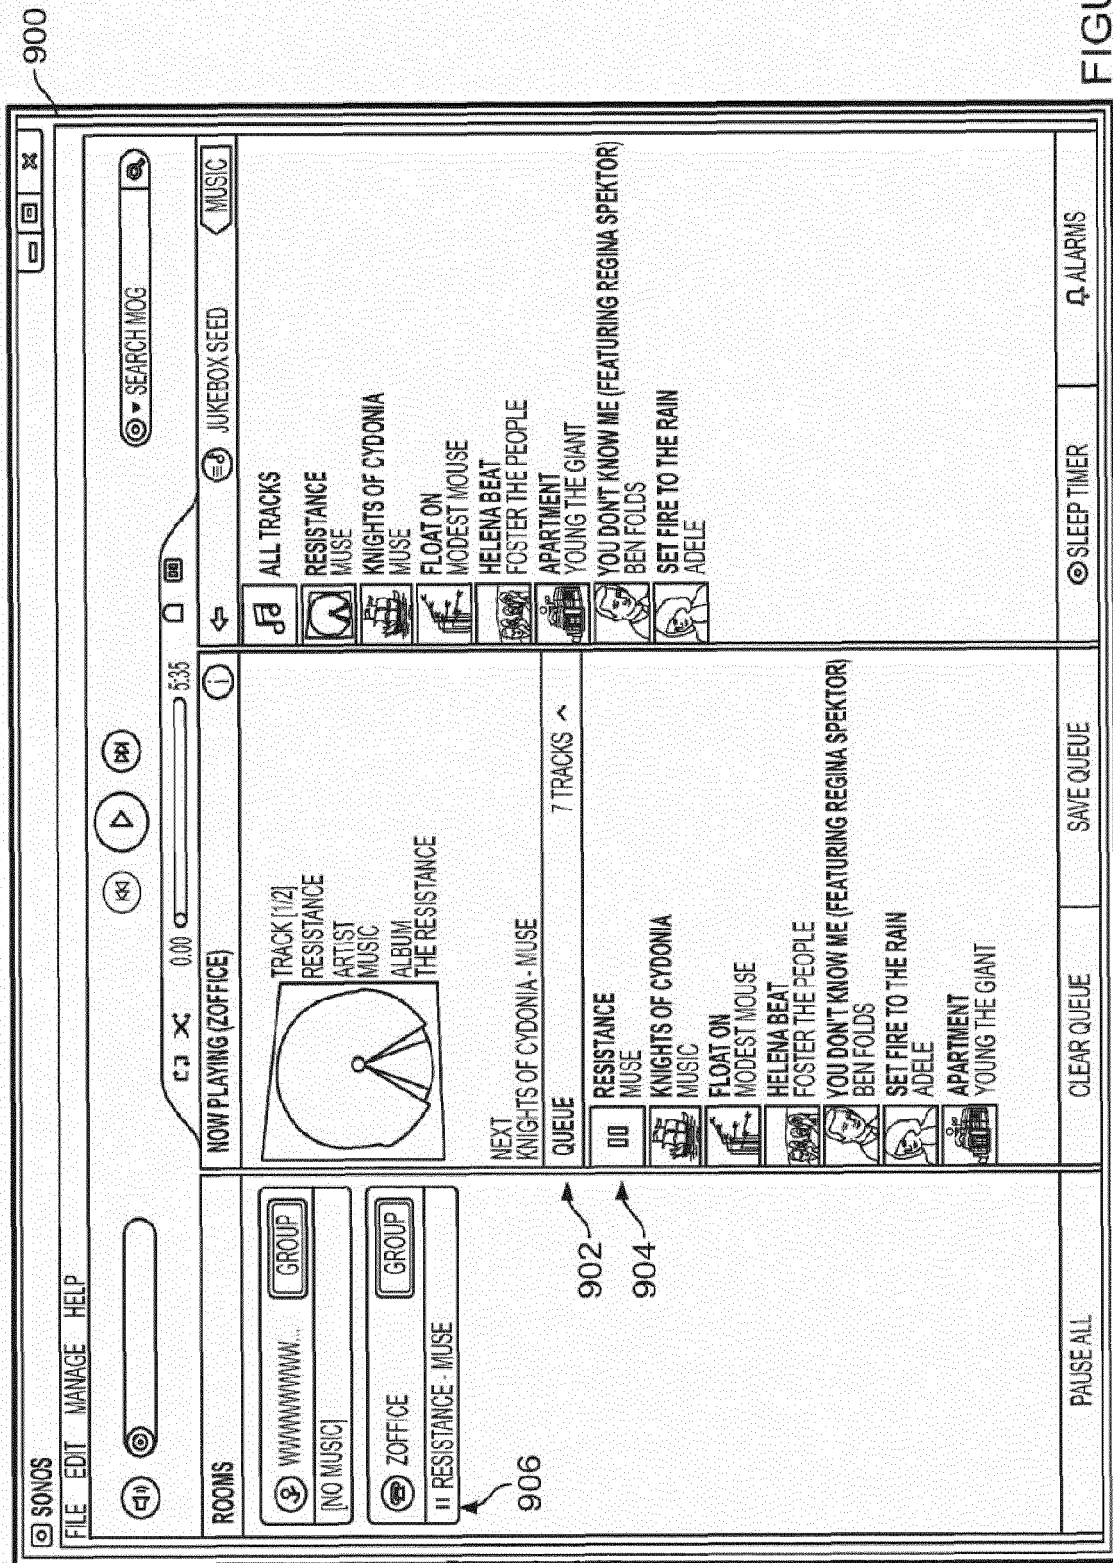 900
SONOS
FILE EDIT MANAGE HELP
SEARCH MOG
0.00
5:35
ROOMS
WWWWWWWW...
GROUP
[NO MUSIC]
ZOFFICE
GROUP
RESISTANCE - MUSE
906
PAUSE ALL
NOW PLAYING (ZOFFICE)
TRACK [1/2]
RESISTANCE
ARTIST
MUSIC
ALBUM
THE RESISTANCE
NEXT
KNIGHTS OF CYDONIA - MUSE
QUEUE 7 TRACKS
902
904
RESISTANCE
MUSE
KNIGHTS OF CYDONIA
MUSIC
FLOAT ON
MODEST MOUSE
HELENA BEAT
FOSTER THE PEOPLE
YOU DON'T KNOW ME (FEATURING REGINA SPEKTOR)
BEN FOLDS
SET FIRE TO THE RAIN
ADELE
APARTMENT
YOUNG THE GIANT
CLEAR QUEUE
SAVE QUEUE
JUKEBOX SEED
MUSIC
ALL TRACKS
RESISTANCE
MUSE
KNIGHTS OF CYDONIA
MUSE
FLOAT ON
MODEST MOUSE
HELENA BEAT
FOSTER THE PEOPLE
APARTMENT
YOUNG THE GIANT
YOU DON'T KNOW ME (FEATURING REGINA SPEKTOR)
BEN FOLDS
SET FIRE TO THE RAIN
ADELE
SLEEP TIMER
ALARMS